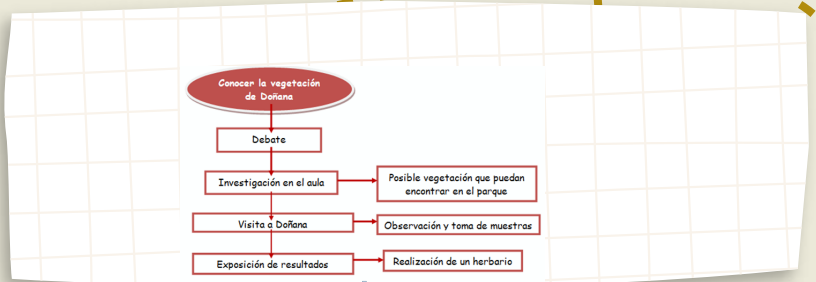 Conocer la vegetación
de Doñana
Debate
Investigación en el aula
Posible vegetación que puedan
encontrar en el parque
Visita a Doñana
Observación y toma de muestras
Exposición de resultados
Realización de un herbario